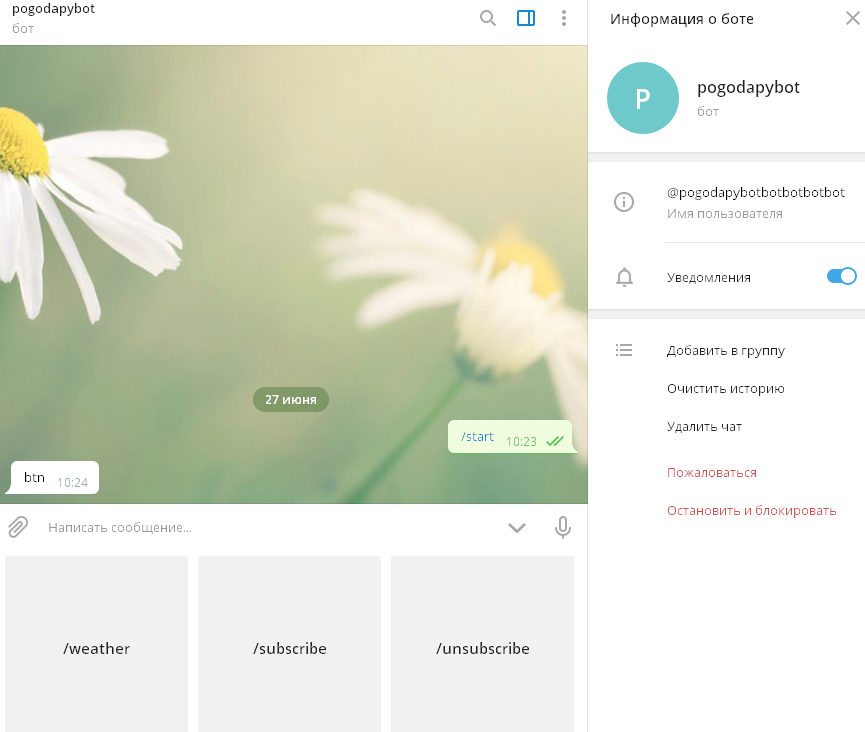 pogodapybot
бот
27 июня
/start 10:23
btn 10:24
Написать сообщение...
/weather
/subscribe
/unsubscribe
Информация о боте
P
pogodapybot
бот
@pogodapybotbotbotbotbot
Имя пользователя
Уведомления
Добавить в группу
Очистить историю
Удалить чат
Пожаловаться
Остановить и блокировать